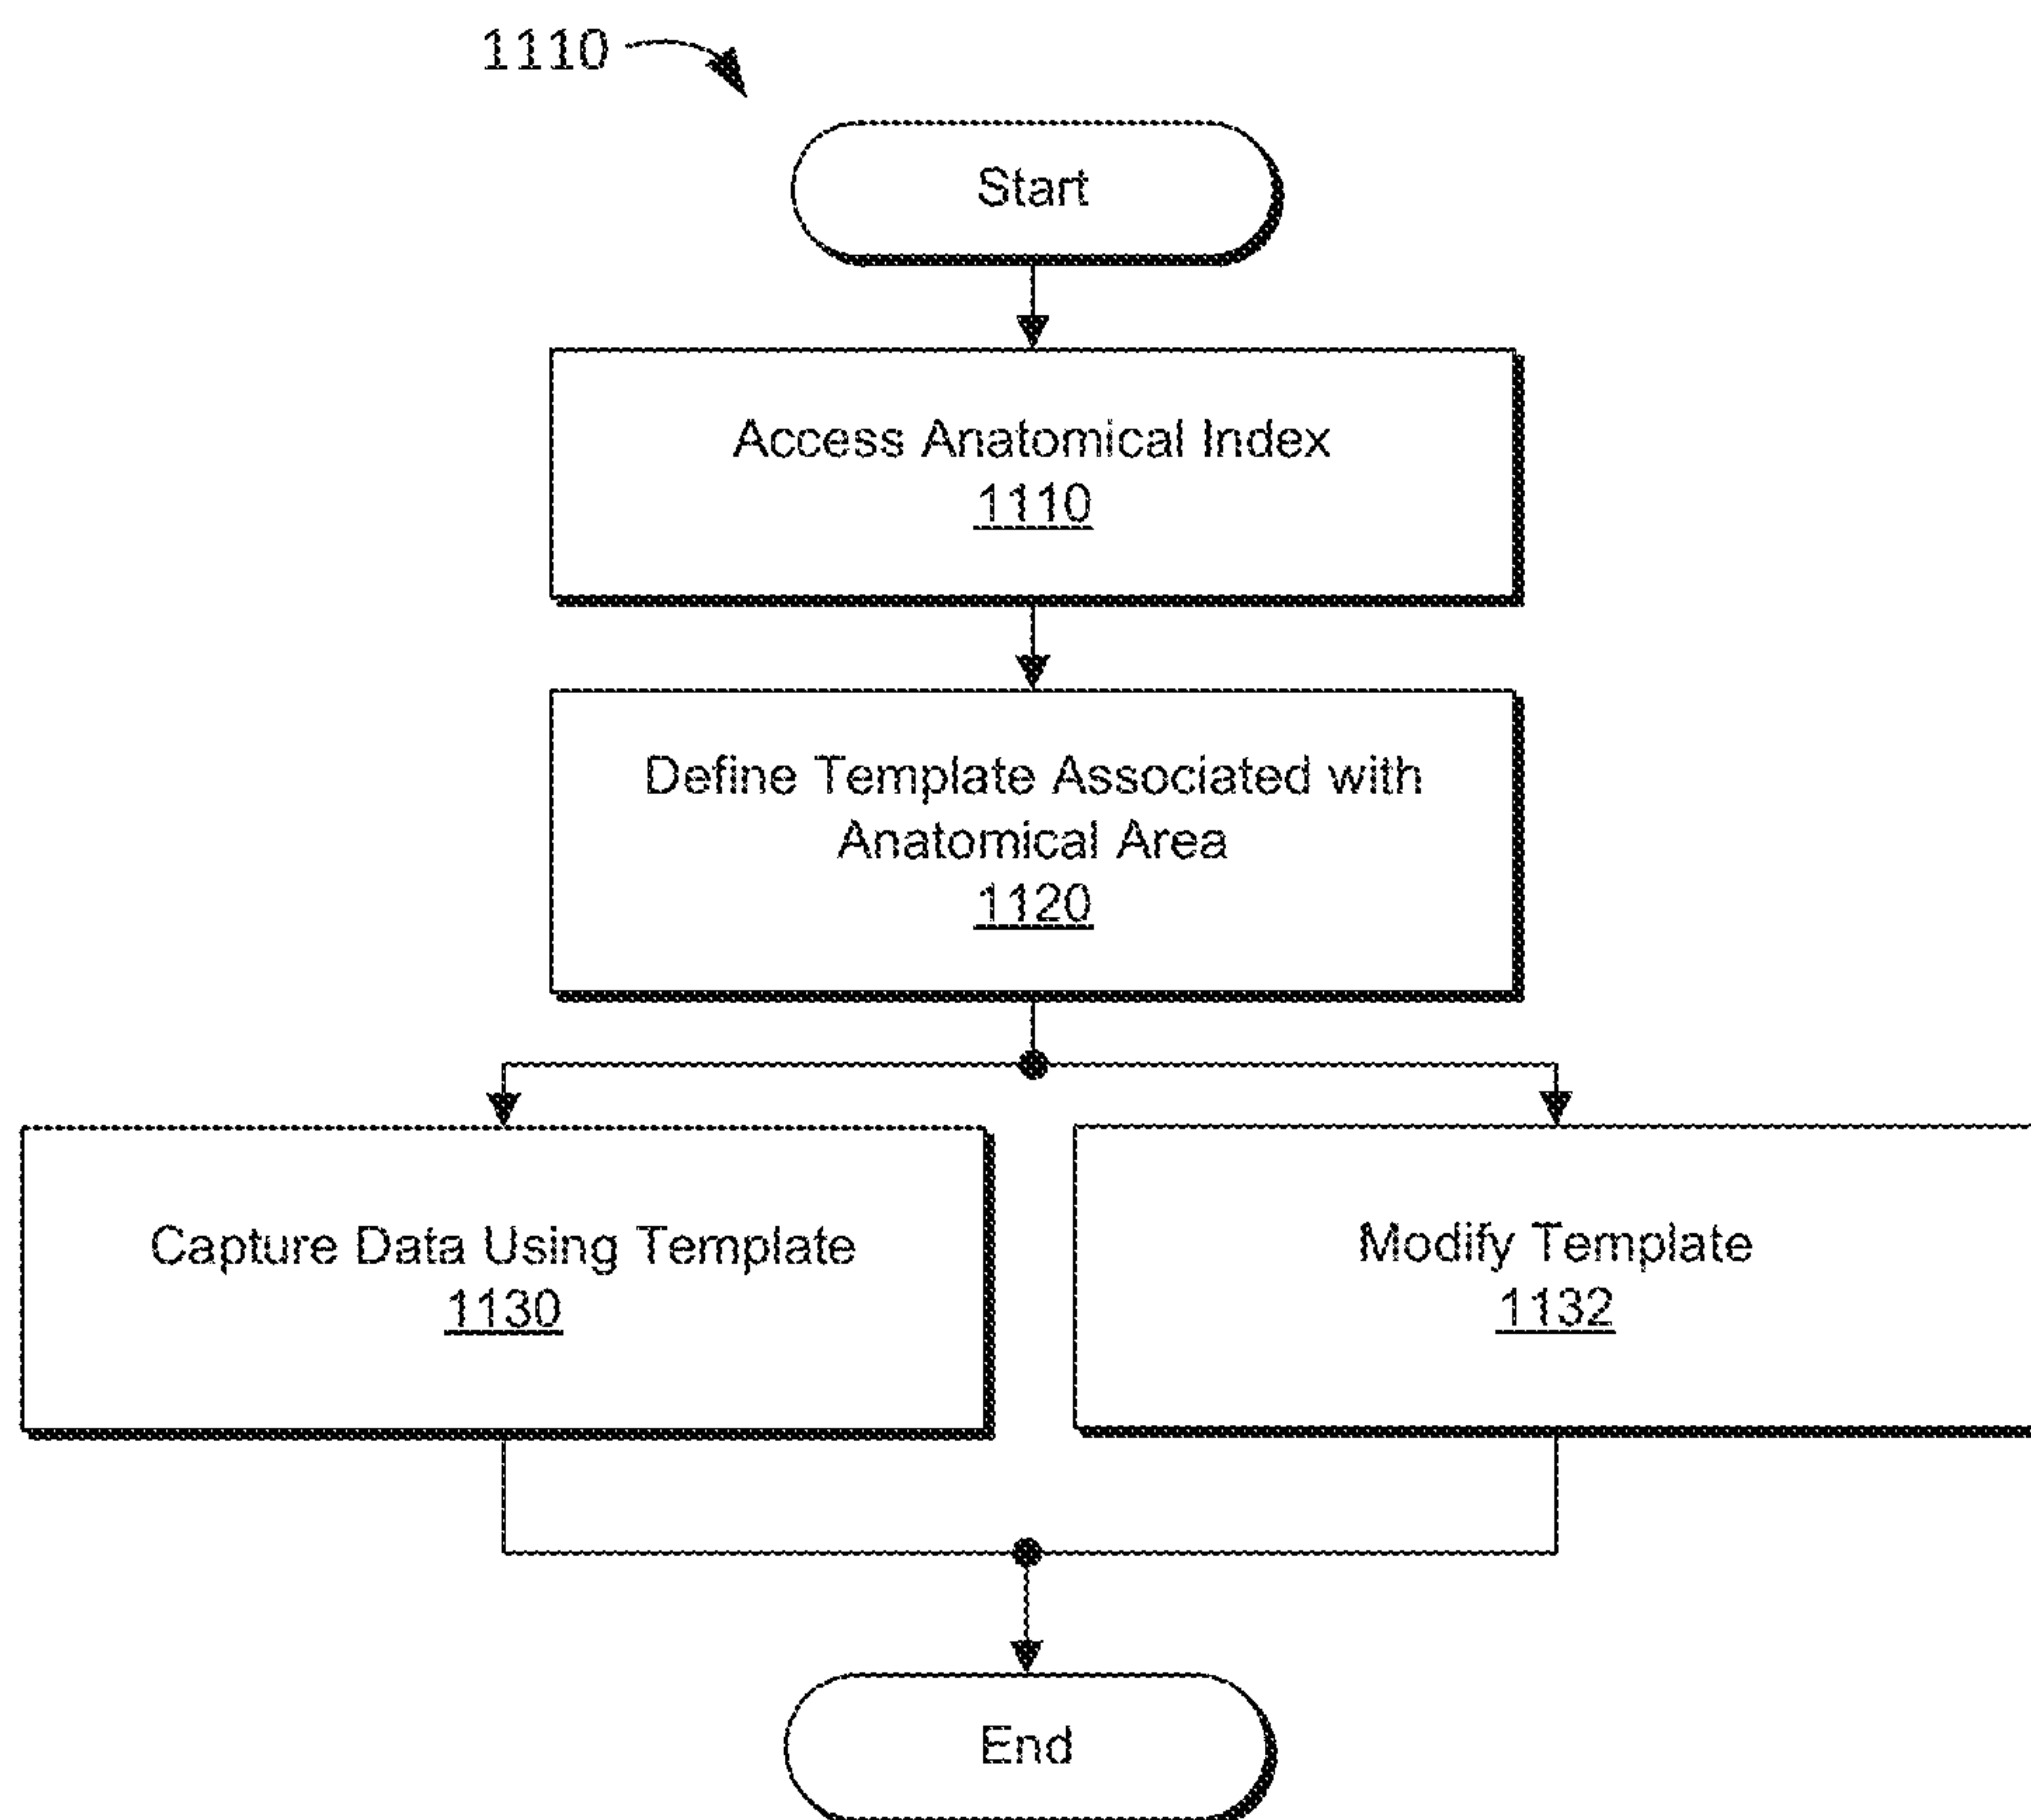 1110
Start
Access Anatomical Index
1110
Define Template Associated with
Anatomical Area
1120
Capture Data Using Template
1130
Modify Template
1132
End